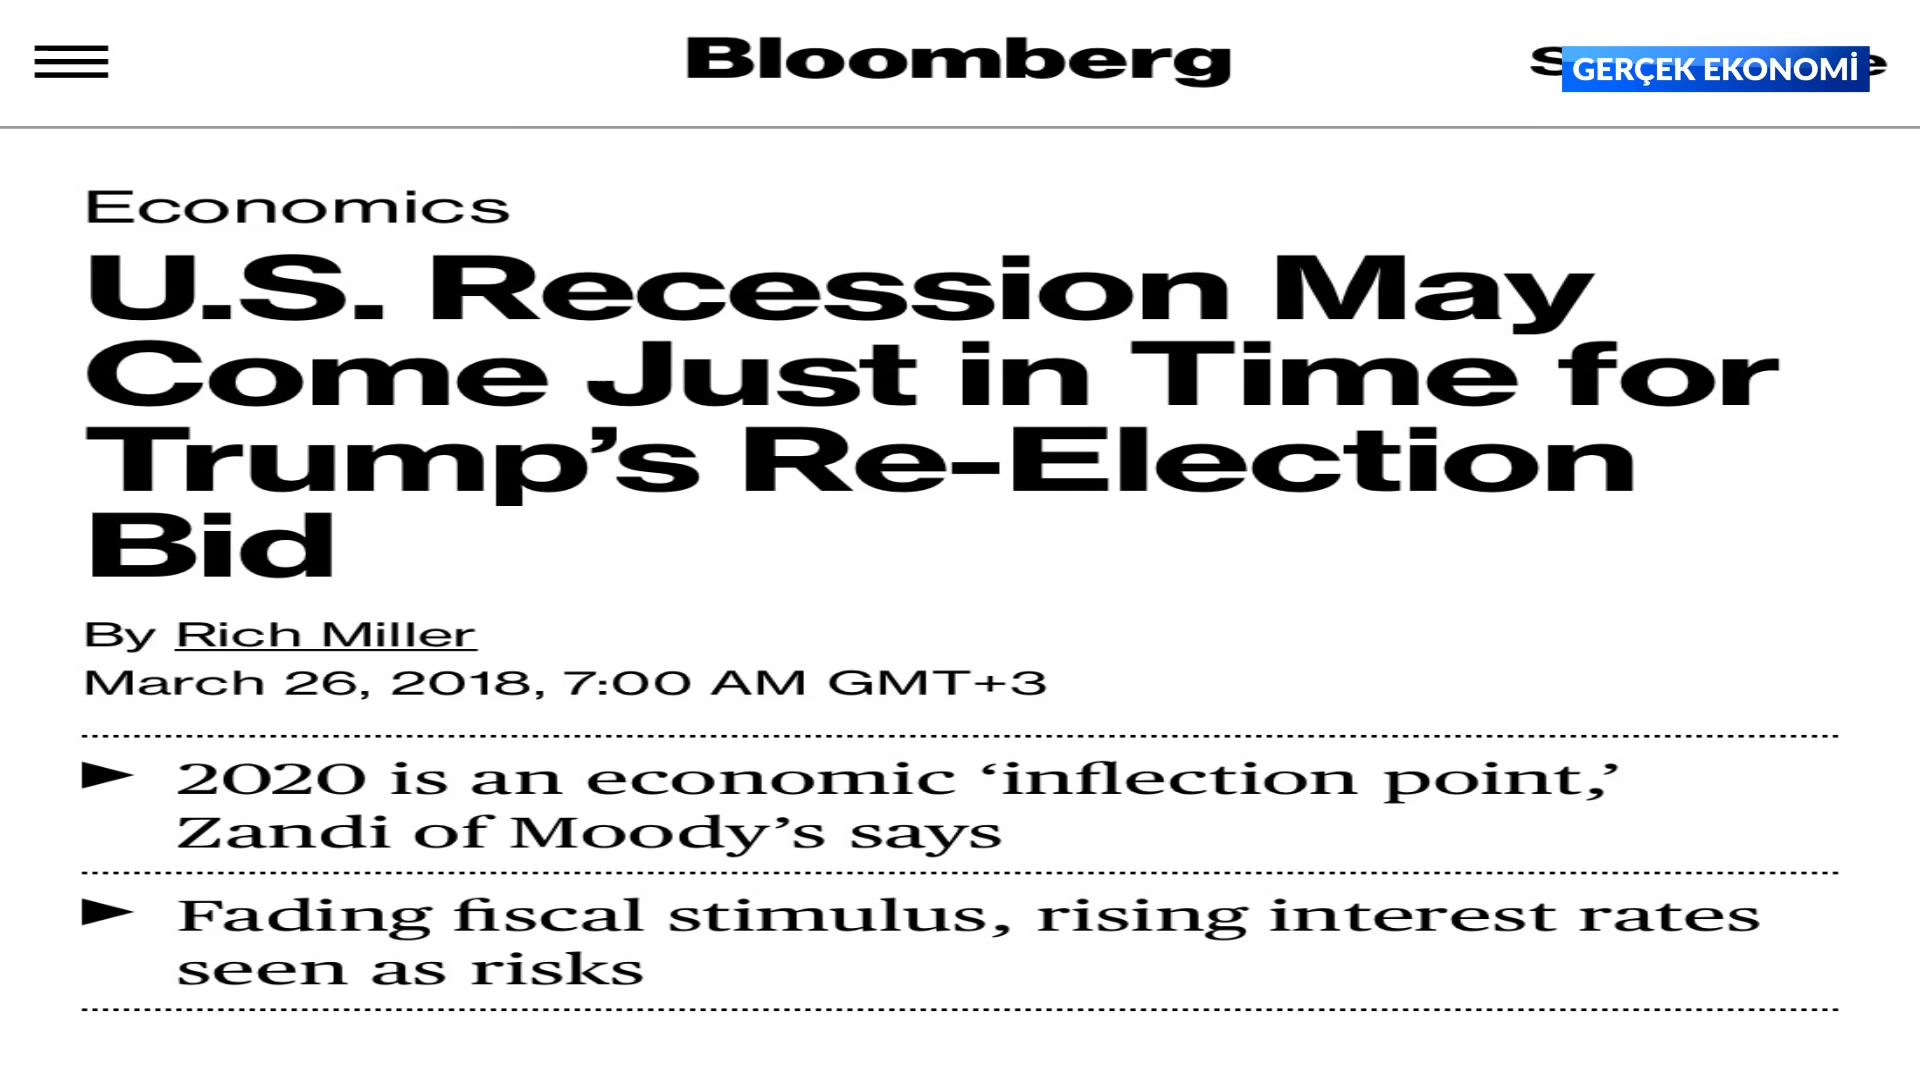 Bloomberg
GERÇEK EKONOMİ
Economics
U.S. Recession May
Come Just in Time for
Trump’s Re-Election
Bid
By Rich Miller
March 26, 2018, 7:00 AM GMT+3
► 2020 is an economic ‘inflection point,’
Zandi of Moody’s says
► Fading fiscal stimulus, rising interest rates
seen as risks